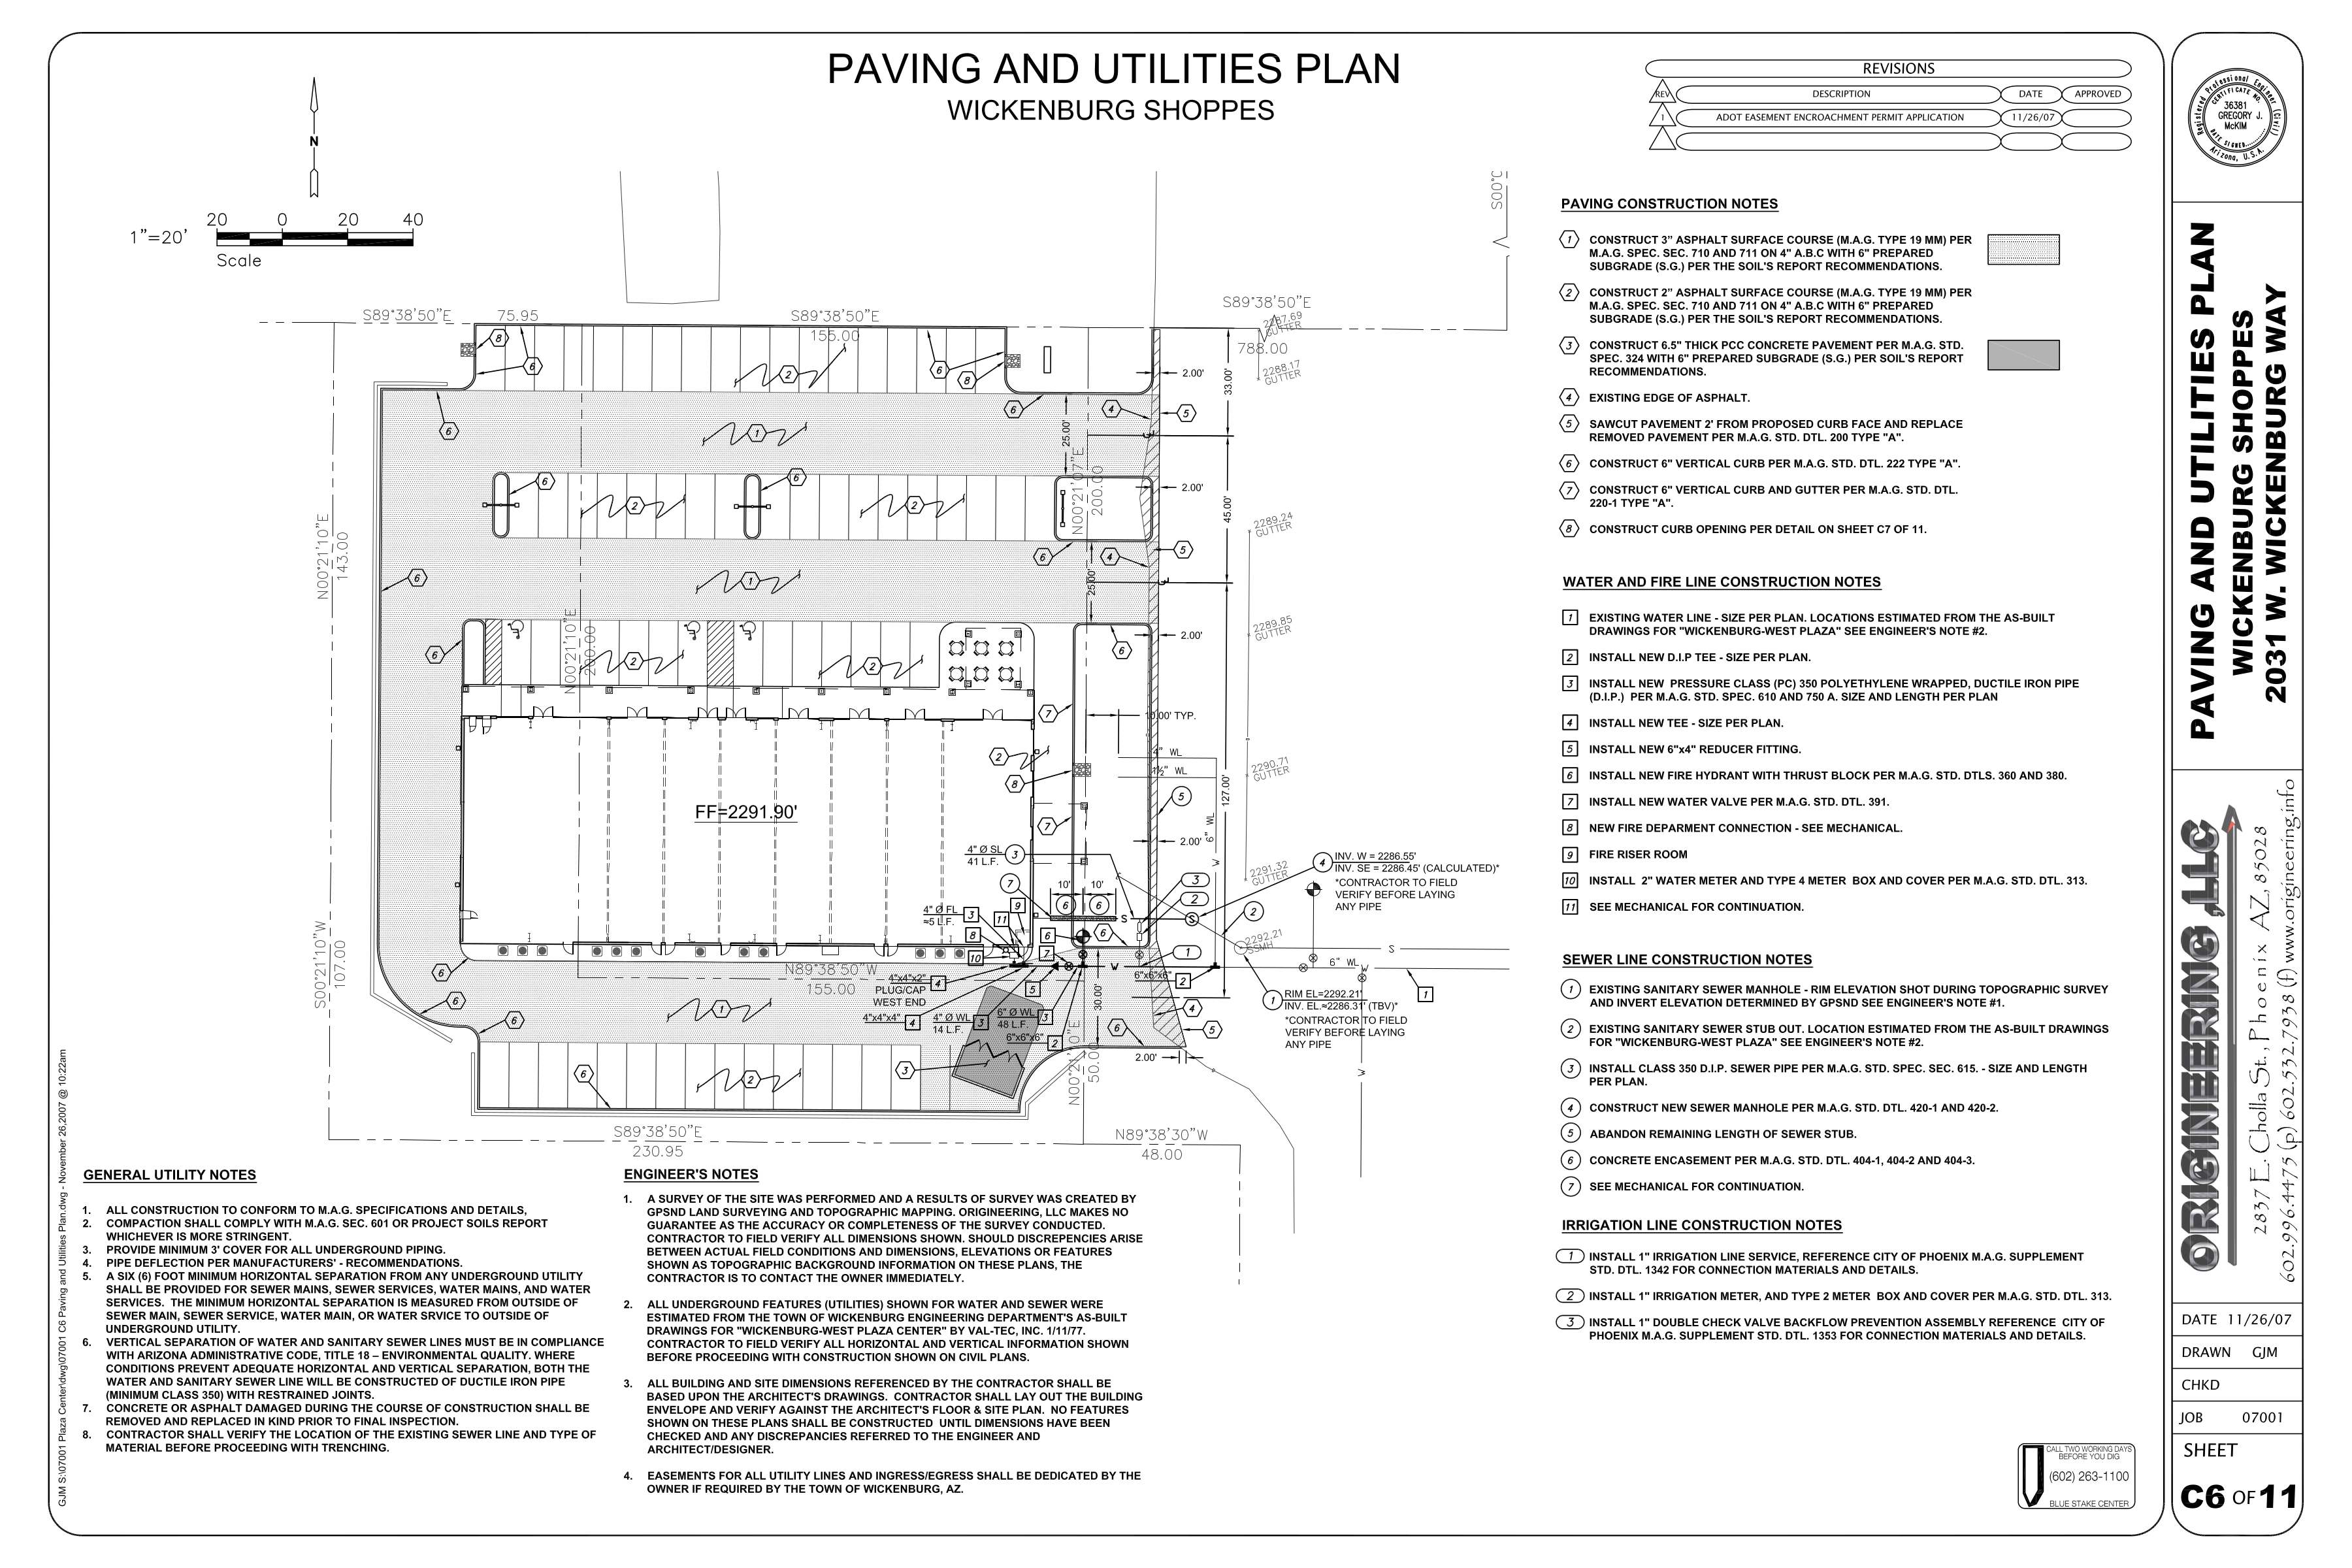 PAVING AND UTILITIES PLAN
WICKENBURG SHOPPES
REVISIONS
REV DESCRIPTION DATE APPROVED
1 ADOT EASEMENT ENCROACHMENT PERMIT APPLICATION 11/26/07
N
20 0 20 40
1"=20'
Scale
S89°38'50"E 75.95
S89°38'50"E
155.00
S89°38'50"E
788.00
S00°
2287.69
GUTTER
2288.17
GUTTER
2289.24
GUTTER
2289.85
GUTTER
2290.71
GUTTER
2291.32
GUTTER
2292.21
SSMH
2.00'
33.00'
25.00'
2.00'
45.00'
N00°21'07"E
200.00
25.00'
2.00'
N00°21'10"E
143.00
N00°21'10"E
200.00
10.00' TYP.
4" WL
1½" WL
127.00'
6" WL
2.00'
FF=2291.90'
4" Ø SL
41 L.F.
4" Ø FL
≈5 L.F.
10' 10'
INV. W = 2286.55'
INV. SE = 2286.45' (CALCULATED)*
*CONTRACTOR TO FIELD
VERIFY BEFORE LAYING
ANY PIPE
S00°21'10"W
107.00
N89°38'50"W
155.00
4"x4"x2"
PLUG/CAP
WEST END
4"x4"x4"
4" Ø WL
14 L.F.
6" Ø WL
48 L.F.
6"x6"x6"
6"x6"x6"
30.00'
6" WL
RIM EL=2292.21'
INV. EL.≈2286.31' (TBV)*
*CONTRACTOR TO FIELD
VERIFY BEFORE LAYING
ANY PIPE
N00°21'10"E
50.00
2.00'
S89°38'50"E
230.95
N89°38'30"W
48.00
PAVING CONSTRUCTION NOTES
1 CONSTRUCT 3” ASPHALT SURFACE COURSE (M.A.G. TYPE 19 MM) PER
M.A.G. SPEC. SEC. 710 AND 711 ON 4" A.B.C WITH 6" PREPARED
SUBGRADE (S.G.) PER THE SOIL'S REPORT RECOMMENDATIONS.
2 CONSTRUCT 2” ASPHALT SURFACE COURSE (M.A.G. TYPE 19 MM) PER
M.A.G. SPEC. SEC. 710 AND 711 ON 4" A.B.C WITH 6" PREPARED
SUBGRADE (S.G.) PER THE SOIL'S REPORT RECOMMENDATIONS.
3 CONSTRUCT 6.5" THICK PCC CONCRETE PAVEMENT PER M.A.G. STD.
SPEC. 324 WITH 6" PREPARED SUBGRADE (S.G.) PER SOIL'S REPORT
RECOMMENDATIONS.
4 EXISTING EDGE OF ASPHALT.
5 SAWCUT PAVEMENT 2' FROM PROPOSED CURB FACE AND REPLACE
REMOVED PAVEMENT PER M.A.G. STD. DTL. 200 TYPE "A".
6 CONSTRUCT 6" VERTICAL CURB PER M.A.G. STD. DTL. 222 TYPE "A".
7 CONSTRUCT 6" VERTICAL CURB AND GUTTER PER M.A.G. STD. DTL.
220-1 TYPE "A".
8 CONSTRUCT CURB OPENING PER DETAIL ON SHEET C7 OF 11.
WATER AND FIRE LINE CONSTRUCTION NOTES
1 EXISTING WATER LINE - SIZE PER PLAN. LOCATIONS ESTIMATED FROM THE AS-BUILT
DRAWINGS FOR "WICKENBURG-WEST PLAZA" SEE ENGINEER'S NOTE #2.
2 INSTALL NEW D.I.P TEE - SIZE PER PLAN.
3 INSTALL NEW PRESSURE CLASS (PC) 350 POLYETHYLENE WRAPPED, DUCTILE IRON PIPE
(D.I.P.) PER M.A.G. STD. SPEC. 610 AND 750 A. SIZE AND LENGTH PER PLAN
4 INSTALL NEW TEE - SIZE PER PLAN.
5 INSTALL NEW 6"x4" REDUCER FITTING.
6 INSTALL NEW FIRE HYDRANT WITH THRUST BLOCK PER M.A.G. STD. DTLS. 360 AND 380.
7 INSTALL NEW WATER VALVE PER M.A.G. STD. DTL. 391.
8 NEW FIRE DEPARMENT CONNECTION - SEE MECHANICAL.
9 FIRE RISER ROOM
10 INSTALL 2" WATER METER AND TYPE 4 METER BOX AND COVER PER M.A.G. STD. DTL. 313.
11 SEE MECHANICAL FOR CONTINUATION.
SEWER LINE CONSTRUCTION NOTES
1 EXISTING SANITARY SEWER MANHOLE - RIM ELEVATION SHOT DURING TOPOGRAPHIC SURVEY
AND INVERT ELEVATION DETERMINED BY GPSND SEE ENGINEER'S NOTE #1.
2 EXISTING SANITARY SEWER STUB OUT. LOCATION ESTIMATED FROM THE AS-BUILT DRAWINGS
FOR "WICKENBURG-WEST PLAZA" SEE ENGINEER'S NOTE #2.
3 INSTALL CLASS 350 D.I.P. SEWER PIPE PER M.A.G. STD. SPEC. SEC. 615. - SIZE AND LENGTH
PER PLAN.
4 CONSTRUCT NEW SEWER MANHOLE PER M.A.G. STD. DTL. 420-1 AND 420-2.
5 ABANDON REMAINING LENGTH OF SEWER STUB.
6 CONCRETE ENCASEMENT PER M.A.G. STD. DTL. 404-1, 404-2 AND 404-3.
7 SEE MECHANICAL FOR CONTINUATION.
IRRIGATION LINE CONSTRUCTION NOTES
1 INSTALL 1" IRRIGATION LINE SERVICE, REFERENCE CITY OF PHOENIX M.A.G. SUPPLEMENT
STD. DTL. 1342 FOR CONNECTION MATERIALS AND DETAILS.
2 INSTALL 1" IRRIGATION METER, AND TYPE 2 METER BOX AND COVER PER M.A.G. STD. DTL. 313.
3 INSTALL 1" DOUBLE CHECK VALVE BACKFLOW PREVENTION ASSEMBLY REFERENCE CITY OF
PHOENIX M.A.G. SUPPLEMENT STD. DTL. 1353 FOR CONNECTION MATERIALS AND DETAILS.
GENERAL UTILITY NOTES
1. ALL CONSTRUCTION TO CONFORM TO M.A.G. SPECIFICATIONS AND DETAILS,
2. COMPACTION SHALL COMPLY WITH M.A.G. SEC. 601 OR PROJECT SOILS REPORT
WHICHEVER IS MORE STRINGENT.
3. PROVIDE MINIMUM 3' COVER FOR ALL UNDERGROUND PIPING.
4. PIPE DEFLECTION PER MANUFACTURERS' - RECOMMENDATIONS.
5. A SIX (6) FOOT MINIMUM HORIZONTAL SEPARATION FROM ANY UNDERGROUND UTILITY
SHALL BE PROVIDED FOR SEWER MAINS, SEWER SERVICES, WATER MAINS, AND WATER
SERVICES. THE MINIMUM HORIZONTAL SEPARATION IS MEASURED FROM OUTSIDE OF
SEWER MAIN, SEWER SERVICE, WATER MAIN, OR WATER SRVICE TO OUTSIDE OF
UNDERGROUND UTILITY.
6. VERTICAL SEPARATION OF WATER AND SANITARY SEWER LINES MUST BE IN COMPLIANCE
WITH ARIZONA ADMINISTRATIVE CODE, TITLE 18 – ENVIRONMENTAL QUALITY. WHERE
CONDITIONS PREVENT ADEQUATE HORIZONTAL AND VERTICAL SEPARATION, BOTH THE
WATER AND SANITARY SEWER LINE WILL BE CONSTRUCTED OF DUCTILE IRON PIPE
(MINIMUM CLASS 350) WITH RESTRAINED JOINTS.
7. CONCRETE OR ASPHALT DAMAGED DURING THE COURSE OF CONSTRUCTION SHALL BE
REMOVED AND REPLACED IN KIND PRIOR TO FINAL INSPECTION.
8. CONTRACTOR SHALL VERIFY THE LOCATION OF THE EXISTING SEWER LINE AND TYPE OF
MATERIAL BEFORE PROCEEDING WITH TRENCHING.
ENGINEER'S NOTES
1. A SURVEY OF THE SITE WAS PERFORMED AND A RESULTS OF SURVEY WAS CREATED BY
GPSND LAND SURVEYING AND TOPOGRAPHIC MAPPING. ORIGINEERING, LLC MAKES NO
GUARANTEE AS THE ACCURACY OR COMPLETENESS OF THE SURVEY CONDUCTED.
CONTRACTOR TO FIELD VERIFY ALL DIMENSIONS SHOWN. SHOULD DISCREPANCIES ARISE
BETWEEN ACTUAL FIELD CONDITIONS AND DIMENSIONS, ELEVATIONS OR FEATURES
SHOWN AS TOPOGRAPHIC BACKGROUND INFORMATION ON THESE PLANS, THE
CONTRACTOR IS TO CONTACT THE OWNER IMMEDIATELY.
2. ALL UNDERGROUND FEATURES (UTILITIES) SHOWN FOR WATER AND SEWER WERE
ESTIMATED FROM THE TOWN OF WICKENBURG ENGINEERING DEPARTMENT'S AS-BUILT
DRAWINGS FOR "WICKENBURG-WEST PLAZA CENTER" BY VAL-TEC, INC. 1/11/77.
CONTRACTOR TO FIELD VERIFY ALL HORIZONTAL AND VERTICAL INFORMATION SHOWN
BEFORE PROCEEDING WITH CONSTRUCTION SHOWN ON CIVIL PLANS.
3. ALL BUILDING AND SITE DIMENSIONS REFERENCED BY THE CONTRACTOR SHALL BE
BASED UPON THE ARCHITECT'S DRAWINGS. CONTRACTOR SHALL LAY OUT THE BUILDING
ENVELOPE AND VERIFY AGAINST THE ARCHITECT'S FLOOR & SITE PLAN. NO FEATURES
SHOWN ON THESE PLANS SHALL BE CONSTRUCTED UNTIL DIMENSIONS HAVE BEEN
CHECKED AND ANY DISCREPANCIES REFERRED TO THE ENGINEER AND
ARCHITECT/DESIGNER.
4. EASEMENTS FOR ALL UTILITY LINES AND INGRESS/EGRESS SHALL BE DEDICATED BY THE
OWNER IF REQUIRED BY THE TOWN OF WICKENBURG, AZ.
GJM S:\07001 Plaza Center\dwg\07001 C6 Paving and Utilities Plan.dwg - November 26,2007 @ 10:22am
CALL TWO WORKING DAYS
BEFORE YOU DIG
(602) 263-1100
BLUE STAKE CENTER
Registered Professional Engineer (Civil)
CERTIFICATE NO.
36381
GREGORY J.
McKIM
DATE SIGNED
Arizona, U.S.A.
PAVING AND UTILITIES PLAN
WICKENBURG SHOPPES
2031 W. WICKENBURG WAY
ORIGINEERING, LLC
2837 E. Cholla St., Phoenix AZ, 85028
602.996.4475 (p) 602.532.7938 (f) www.origineering.info
DATE 11/26/07
DRAWN GJM
CHKD
JOB 07001
SHEET
C6 OF 11